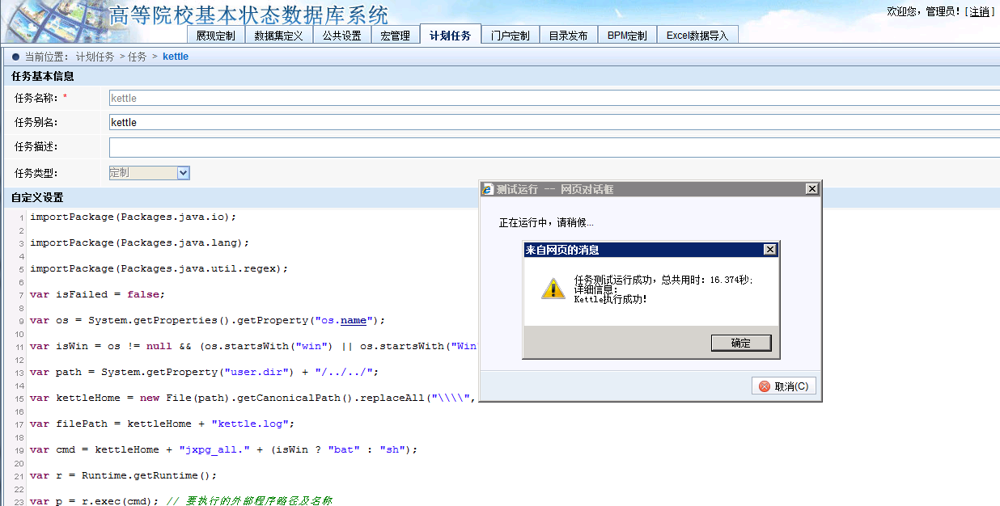 高等院校基本状态数据库系统
欢迎您，管理员！[注销]
展现定制 数据集定义 公共设置 宏管理 计划任务 门户定制 目录发布 BPM定制 Excel数据导入
当前位置： 计划任务 > 任务 > kettle
任务基本信息
任务名称：* kettle
任务别名： kettle
任务描述：
任务类型： 定制
自定义设置
1 importPackage(Packages.java.io);
2
3 importPackage(Packages.java.lang);
4
5 importPackage(Packages.java.util.regex);
6
7 var isFailed = false;
8
9 var os = System.getProperties().getProperty("os.name");
10
11 var isWin = os != null && (os.startsWith("win") || os.startsWith("Win"
12
13 var path = System.getProperty("user.dir") + "/../../";
14
15 var kettleHome = new File(path).getCanonicalPath().replaceAll("\\\\",
16
17 var filePath = kettleHome + "kettle.log";
18
19 var cmd = kettleHome + "jxpg_all." + (isWin ? "bat" : "sh");
20
21 var r = Runtime.getRuntime();
22
23 var p = r.exec(cmd); // 要执行的外部程序路径及名称
测试运行 -- 网页对话框
正在运行中，请稍候...
来自网页的消息
任务测试运行成功，总共用时：16.374秒;
详细信息：
Kettle执行成功!
确定
取消(C)